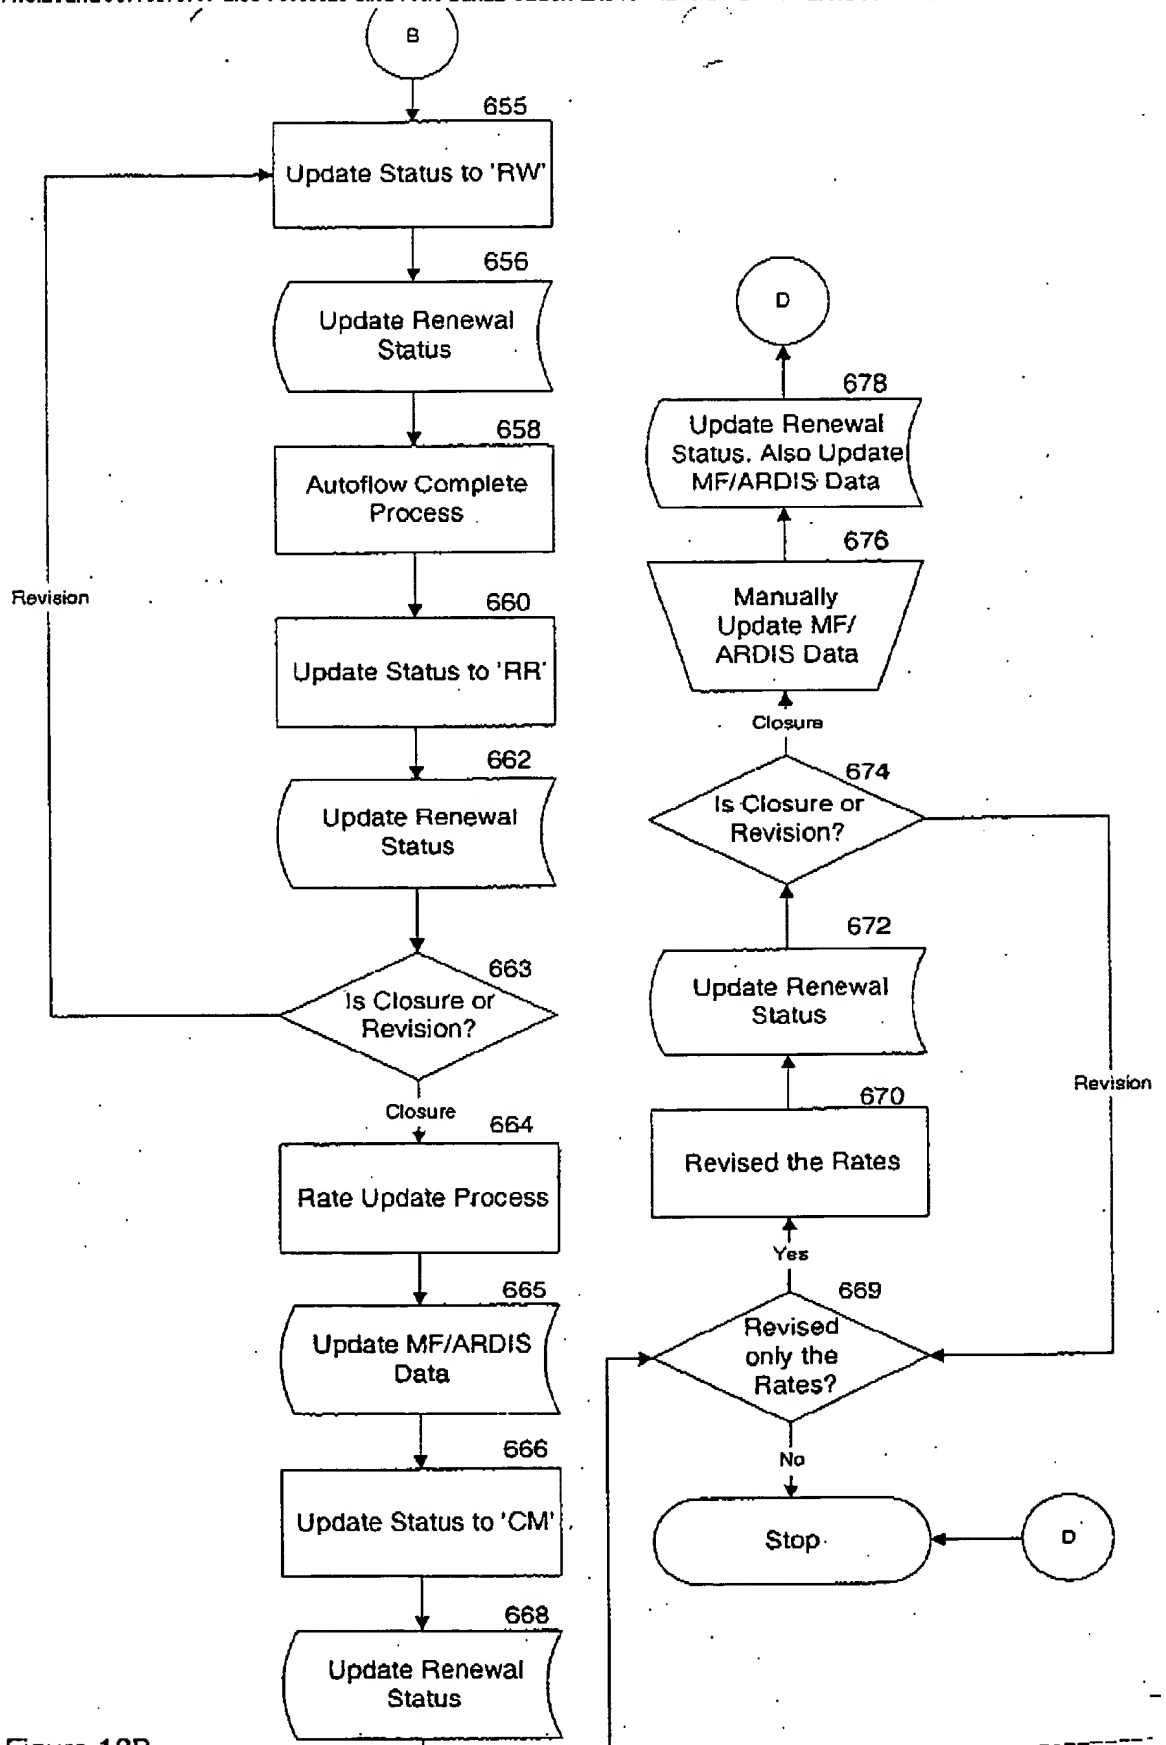 B
655
Update Status to 'RW'
656
Update Renewal
Status
658
Autoflow Complete
Process
660
Update Status to 'RR'
662
Update Renewal
Status
Revision
663
Is Closure or
Revision?
Closure
664
Rate Update Process
665
Update MF/ARDIS
Data
666
Update Status to 'CM'
668
Update Renewal
Status
D
678
Update Renewal
Status. Also Update
MF/ARDIS Data
676
Manually
Update MF/
ARDIS Data
Closure
674
Is Closure or
Revision?
672
Update Renewal
Status
Revision
670
Revised the Rates
Yes
669
Revised
only the
Rates?
No
Stop
D